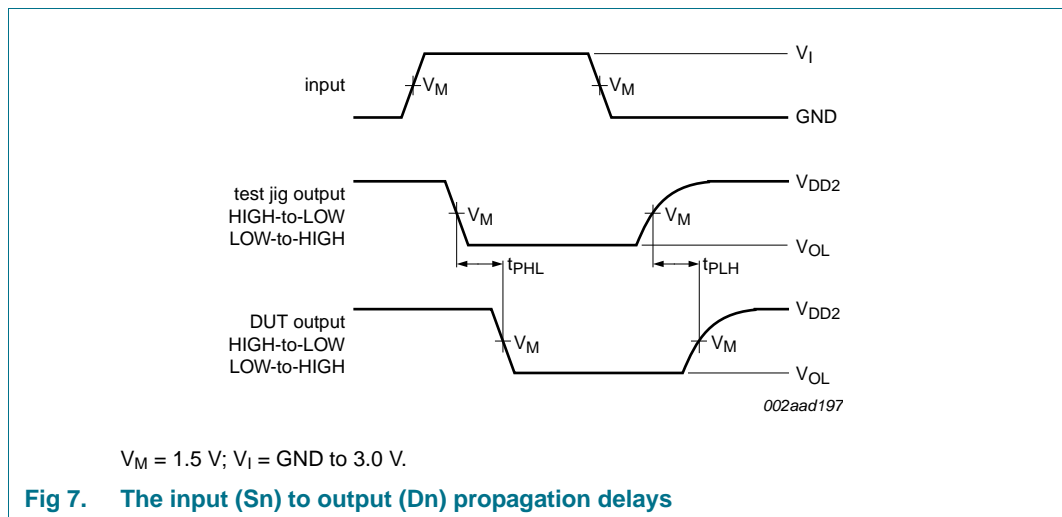 V_I
input
V_M
V_M
GND
V_DD2
test jig output
HIGH-to-LOW
LOW-to-HIGH
V_M
V_M
V_OL
t_PHL
t_PLH
V_DD2
DUT output
HIGH-to-LOW
LOW-to-HIGH
V_M
V_M
V_OL
002aad197
V_M = 1.5 V; V_I = GND to 3.0 V.
Fig 7. The input (Sn) to output (Dn) propagation delays